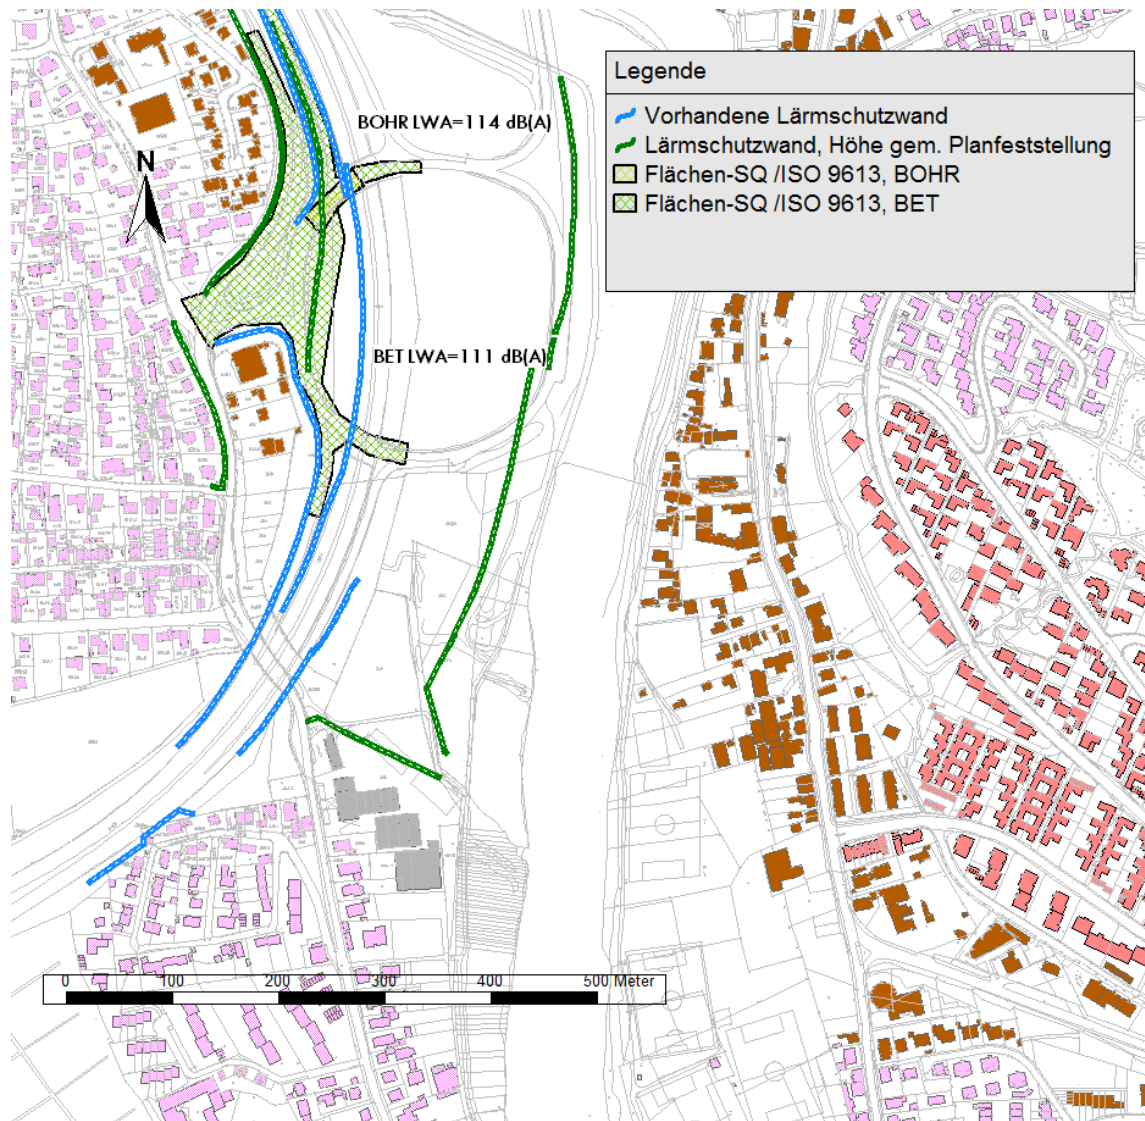 Legende
Vorhandene Lärmschutzwand
Lärmschutzwand, Höhe gem. Planfeststellung
Flächen-SQ /ISO 9613, BOHR
Flächen-SQ /ISO 9613, BET
BOHR LWA=114 dB(A)
N
BET LWA=111 dB(A)
0 100 200 300 400 500 Meter